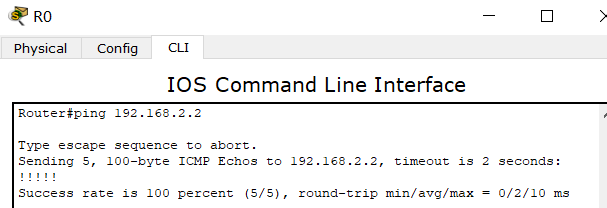 R0
Physical Config CLI
IOS Command Line Interface
Router#ping 192.168.2.2
Type escape sequence to abort.
Sending 5, 100-byte ICMP Echos to 192.168.2.2, timeout is 2 seconds:
!!!!!
Success rate is 100 percent (5/5), round-trip min/avg/max = 0/2/10 ms